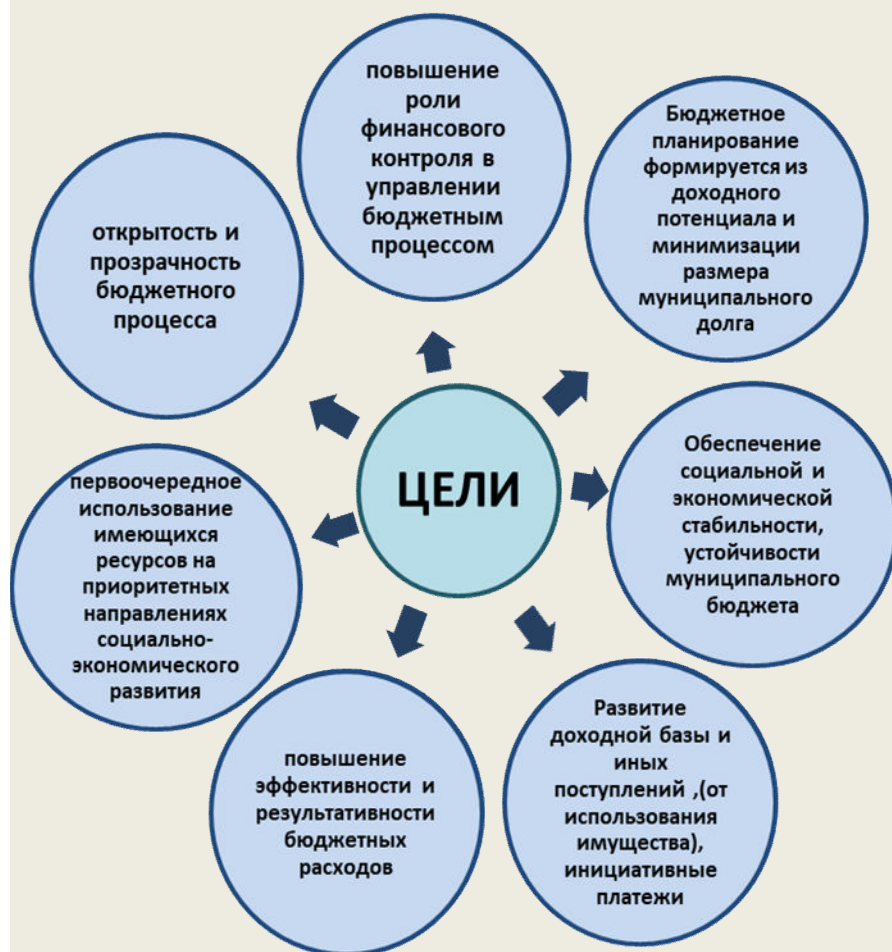 повышение
роли
финансового
контроля в
управлении
бюджетным
процессом
Бюджетное
планирование
формируется из
доходного
потенциала и
минимизации
размера
муниципального
долга
открытость и
прозрачность
бюджетного
процесса
ЦЕЛИ
Обеспечение
социальной и
экономической
стабильности,
устойчивости
муниципального
бюджета
первоочередное
использование
имеющихся
ресурсов на
приоритетных
направлениях
социально-
экономического
развития
повышение
эффективности и
результативности
бюджетных
расходов
Развитие
доходной базы и
иных
поступлений ,(от
использования
имущества),
инициативные
платежи